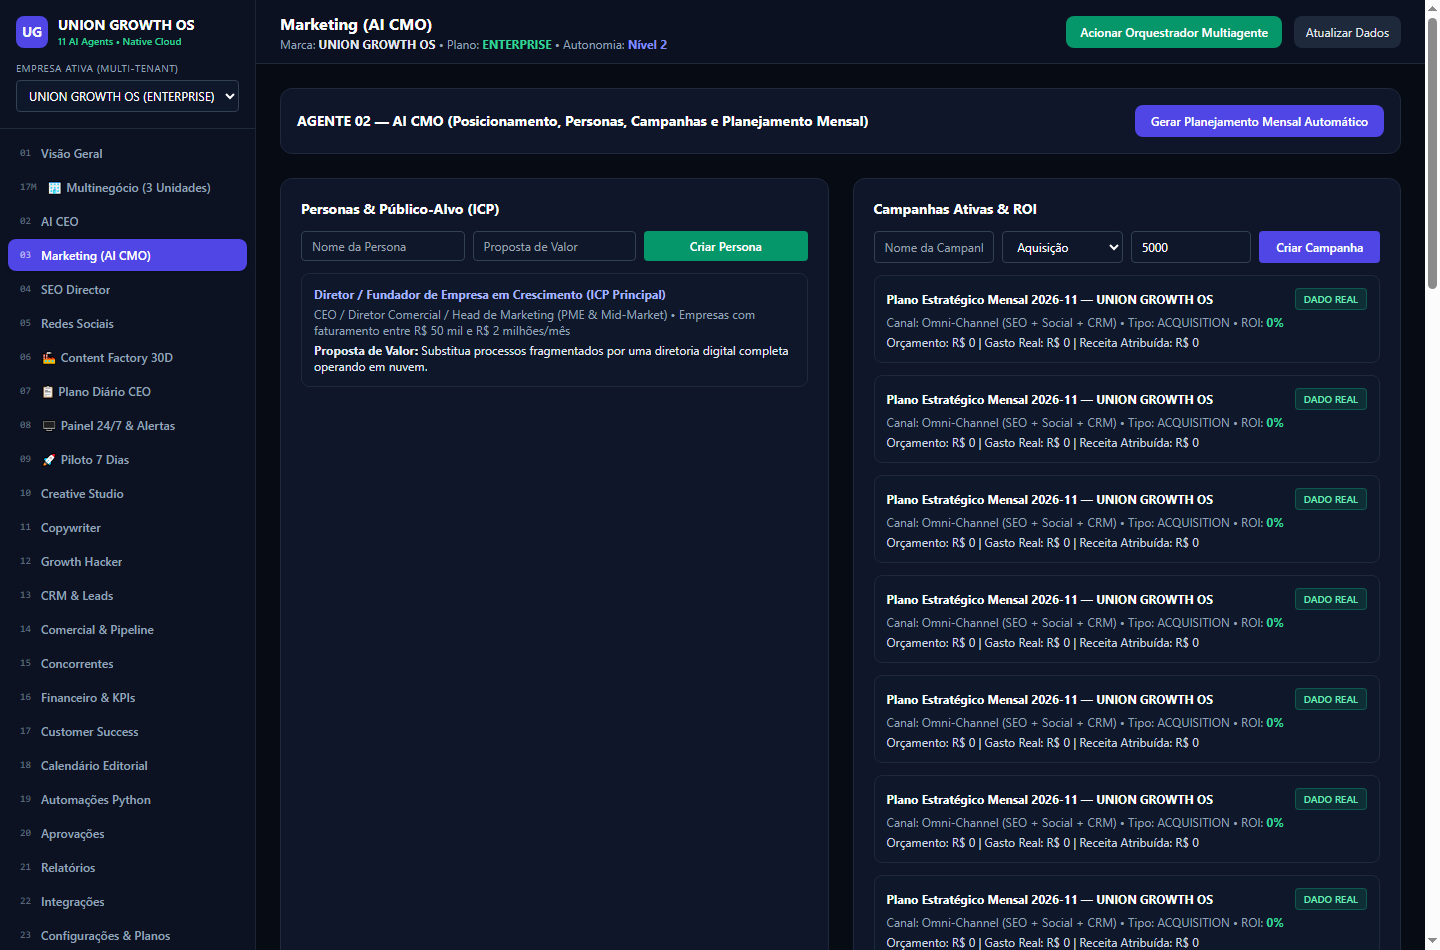 UG
UNION GROWTH OS
11 AI Agents • Native Cloud
EMPRESA ATIVA (MULTI-TENANT)
UNION GROWTH OS (ENTERPRISE)
01 Visão Geral
17M Multinegócio (3 Unidades)
02 AI CEO
03 Marketing (AI CMO)
04 SEO Director
05 Redes Sociais
06 Content Factory 30D
07 Plano Diário CEO
08 Painel 24/7 & Alertas
09 Piloto 7 Dias
10 Creative Studio
11 Copywriter
12 Growth Hacker
13 CRM & Leads
14 Comercial & Pipeline
15 Concorrentes
16 Financeiro & KPIs
17 Customer Success
18 Calendário Editorial
19 Automações Python
20 Aprovações
21 Relatórios
22 Integrações
23 Configurações & Planos
Marketing (AI CMO)
Marca: UNION GROWTH OS • Plano: ENTERPRISE • Autonomia: Nível 2
Acionar Orquestrador Multiagente
Atualizar Dados
AGENTE 02 — AI CMO (Posicionamento, Personas, Campanhas e Planejamento Mensal)
Gerar Planejamento Mensal Automático
Personas & Público-Alvo (ICP)
Nome da Persona
Proposta de Valor
Criar Persona
Diretor / Fundador de Empresa em Crescimento (ICP Principal)
CEO / Diretor Comercial / Head de Marketing (PME & Mid-Market) • Empresas com
faturamento entre R$ 50 mil e R$ 2 milhões/mês
Proposta de Valor: Substitua processos fragmentados por uma diretoria digital completa
operando em nuvem.
Campanhas Ativas & ROI
Nome da Campanl
Aquisição
5000
Criar Campanha
Plano Estratégico Mensal 2026-11 — UNION GROWTH OS
DADO REAL
Canal: Omni-Channel (SEO + Social + CRM) • Tipo: ACQUISITION • ROI: 0%
Orçamento: R$ 0 | Gasto Real: R$ 0 | Receita Atribuída: R$ 0
Plano Estratégico Mensal 2026-11 — UNION GROWTH OS
DADO REAL
Canal: Omni-Channel (SEO + Social + CRM) • Tipo: ACQUISITION • ROI: 0%
Orçamento: R$ 0 | Gasto Real: R$ 0 | Receita Atribuída: R$ 0
Plano Estratégico Mensal 2026-11 — UNION GROWTH OS
DADO REAL
Canal: Omni-Channel (SEO + Social + CRM) • Tipo: ACQUISITION • ROI: 0%
Orçamento: R$ 0 | Gasto Real: R$ 0 | Receita Atribuída: R$ 0
Plano Estratégico Mensal 2026-11 — UNION GROWTH OS
DADO REAL
Canal: Omni-Channel (SEO + Social + CRM) • Tipo: ACQUISITION • ROI: 0%
Orçamento: R$ 0 | Gasto Real: R$ 0 | Receita Atribuída: R$ 0
Plano Estratégico Mensal 2026-11 — UNION GROWTH OS
DADO REAL
Canal: Omni-Channel (SEO + Social + CRM) • Tipo: ACQUISITION • ROI: 0%
Orçamento: R$ 0 | Gasto Real: R$ 0 | Receita Atribuída: R$ 0
Plano Estratégico Mensal 2026-11 — UNION GROWTH OS
DADO REAL
Canal: Omni-Channel (SEO + Social + CRM) • Tipo: ACQUISITION • ROI: 0%
Orçamento: R$ 0 | Gasto Real: R$ 0 | Receita Atribuída: R$ 0
Plano Estratégico Mensal 2026-11 — UNION GROWTH OS
DADO REAL
Canal: Omni-Channel (SEO + Social + CRM) • Tipo: ACQUISITION • ROI: 0%
Orçamento: R$ 0 | Gasto Real: R$ 0 | Receita Atribuída: R$ 0